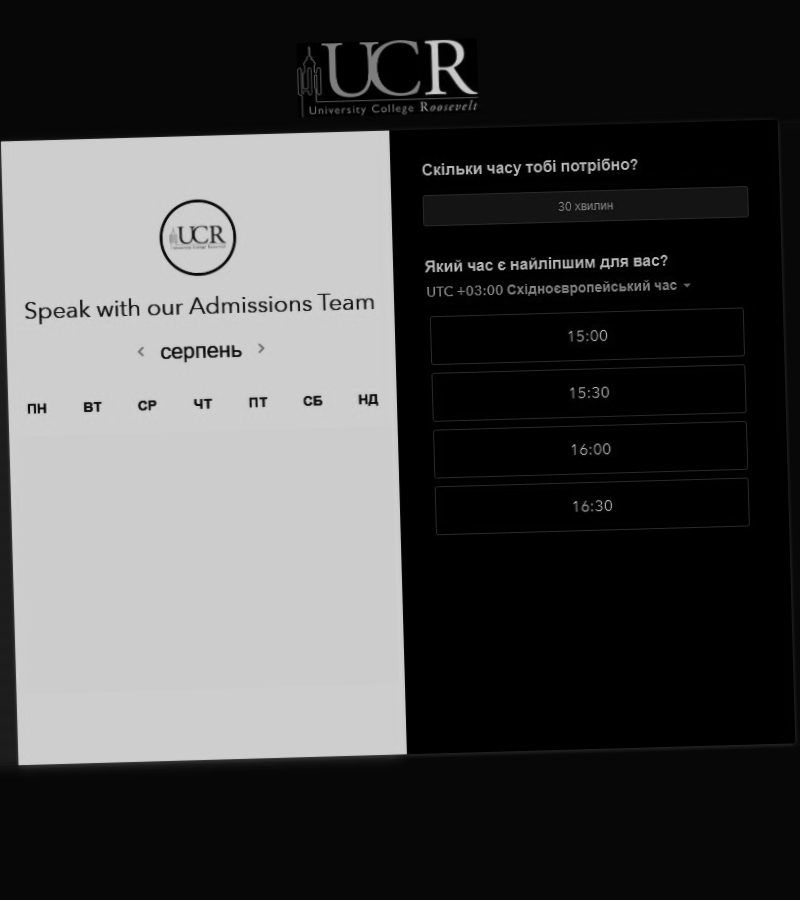 UCR
University College Roosevelt
UCR
University College Roosevelt
Speak with our Admissions Team
серпень
ПН ВТ СР ЧТ ПТ СБ НД
Скільки часу тобі потрібно?
30 хвилин
Який час є найліпшим для вас?
UTC +03:00 Східноєвропейський час
15:00
15:30
16:00
16:30